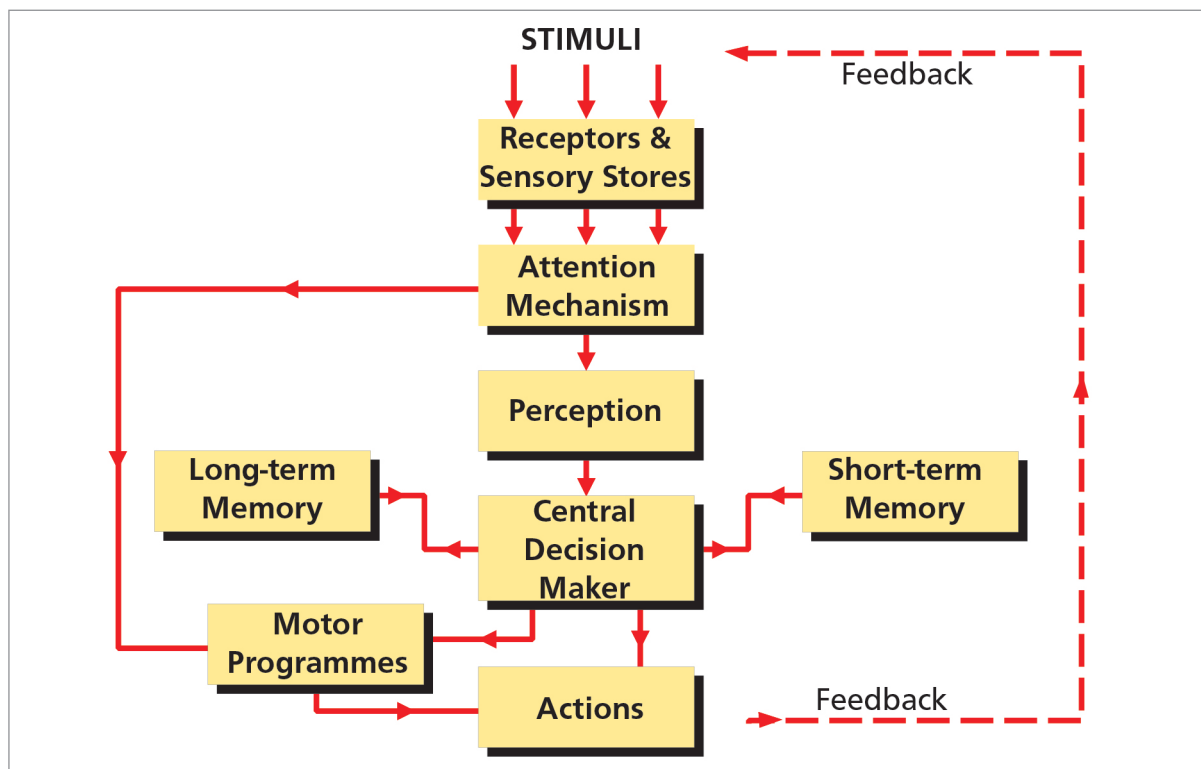 STIMULI
Feedback
Receptors &
Sensory Stores
Attention
Mechanism
Perception
Long-term
Memory
Short-term
Memory
Central
Decision
Maker
Motor
Programmes
Actions
Feedback